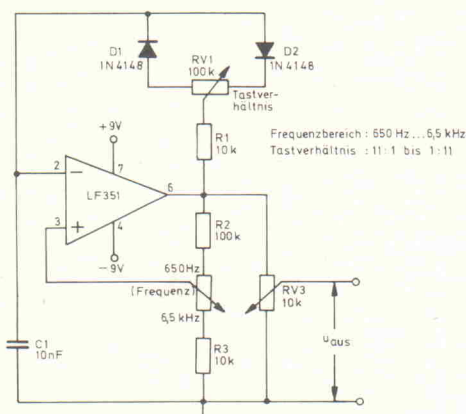 D1
1N4148
D2
1N4148
RV1
100k
Tastver-
hältnis
R1
10k
Frequenzbereich : 650 Hz ... 6,5 kHz
Tastverhältnis : 11 : 1 bis 1 : 11
+9V
7
2
−
LF351
6
3
+
4
−9V
R2
100k
650Hz
(Frequenz)
6,5 kHz
RV3
10k
uaus
C1
10nF
R3
10k